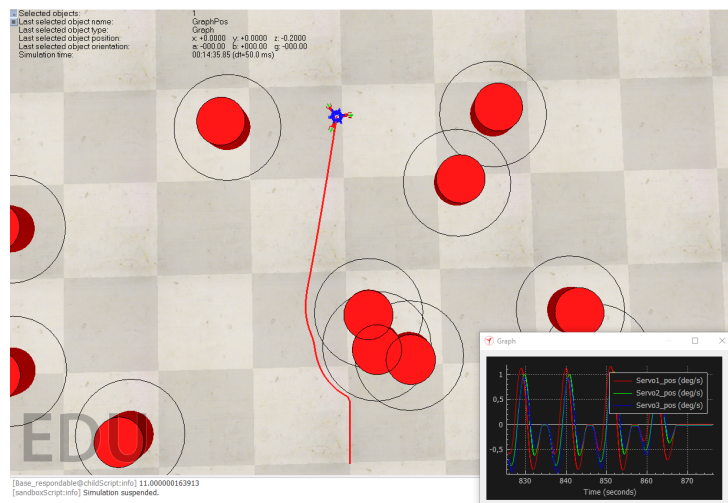 Selected objects: 1
Last selected object name: GraphPos
Last selected object type: Graph
Last selected object position: x: +0.0000 y: +0.0000 z: -0.2000
Last selected object orientation: a: -000.00 b: +000.00 g: -000.00
Simulation time: 00:14:35.85 (dt=50.0 ms)
EDU
Graph
Servo1_pos (deg/s)
Servo2_pos (deg/s)
Servo3_pos (deg/s)
1
0,5
0
-0,5
830 840 850 860 870
Time (seconds)
[Base_respondable@childScript:info] 11.000000163913
[sandboxScript:info] Simulation suspended.